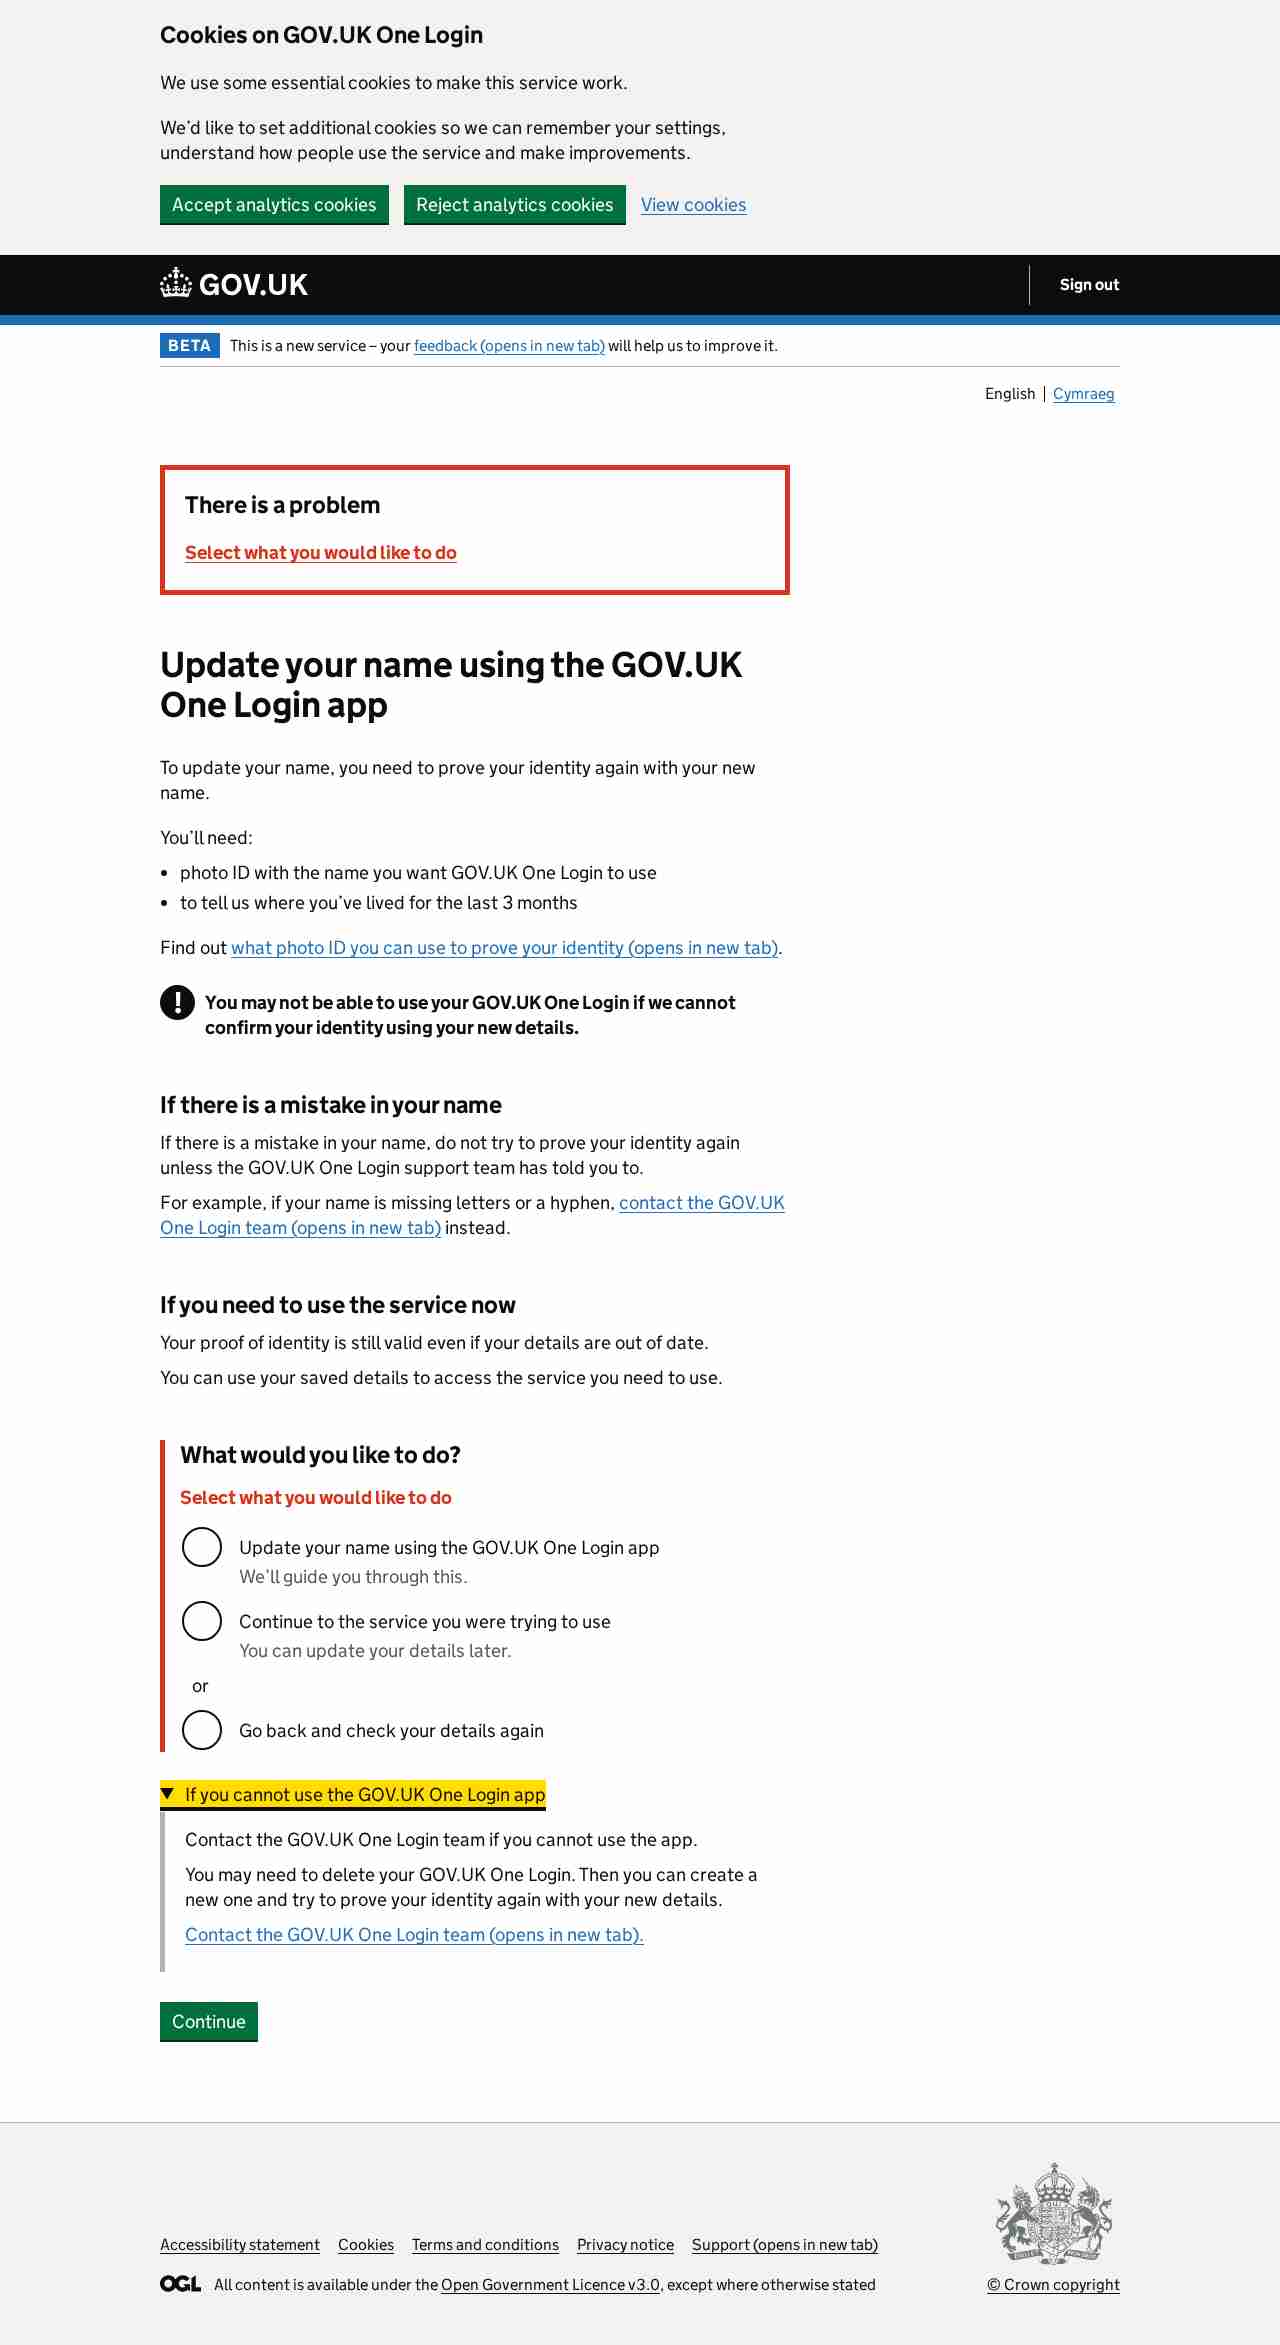 Cookies on GOV.UK One Login
We use some essential cookies to make this service work.
We’d like to set additional cookies so we can remember your settings,
understand how people use the service and make improvements.
Accept analytics cookies Reject analytics cookies View cookies
GOV.UK Sign out
BETA This is a new service – your feedback (opens in new tab) will help us to improve it.
English Cymraeg
There is a problem
Select what you would like to do
Update your name using the GOV.UK
One Login app
To update your name, you need to prove your identity again with your new
name.
You’ll need:
• photo ID with the name you want GOV.UK One Login to use
• to tell us where you’ve lived for the last 3 months
Find out what photo ID you can use to prove your identity (opens in new tab).
! You may not be able to use your GOV.UK One Login if we cannot
confirm your identity using your new details.
If there is a mistake in your name
If there is a mistake in your name, do not try to prove your identity again
unless the GOV.UK One Login support team has told you to.
For example, if your name is missing letters or a hyphen, contact the GOV.UK
One Login team (opens in new tab) instead.
If you need to use the service now
Your proof of identity is still valid even if your details are out of date.
You can use your saved details to access the service you need to use.
What would you like to do?
Select what you would like to do
Update your name using the GOV.UK One Login app
We’ll guide you through this.
Continue to the service you were trying to use
You can update your details later.
or
Go back and check your details again
If you cannot use the GOV.UK One Login app
Contact the GOV.UK One Login team if you cannot use the app.
You may need to delete your GOV.UK One Login. Then you can create a
new one and try to prove your identity again with your new details.
Contact the GOV.UK One Login team (opens in new tab).
Continue
Accessibility statement Cookies Terms and conditions Privacy notice Support (opens in new tab)
OGL All content is available under the Open Government Licence v3.0, except where otherwise stated
© Crown copyright